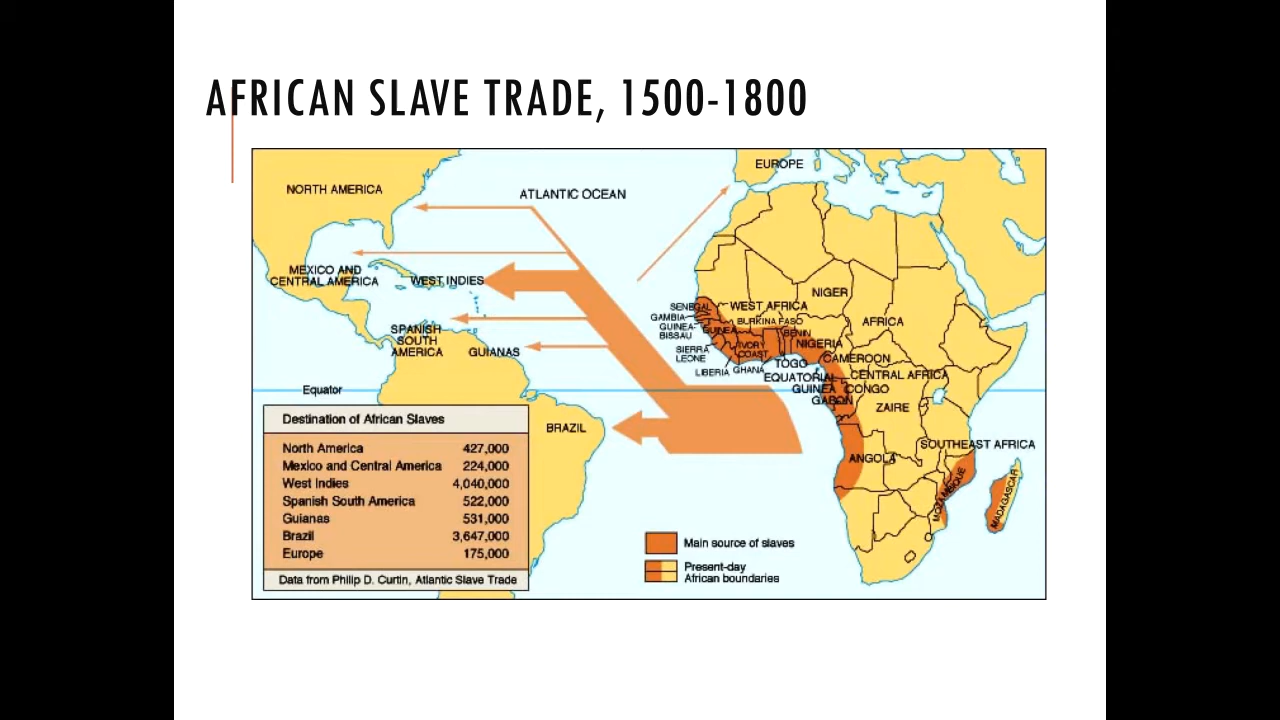 AFRICAN SLAVE TRADE, 1500-1800
EUROPE
NORTH AMERICA
ATLANTIC OCEAN
MEXICO AND
CENTRAL AMERICA
WEST INDIES
SPANISH
SOUTH
AMERICA
GUIANAS
BRAZIL
Equator
NIGER
WEST AFRICA
SENEGAL
GAMBIA
GUINEA-
BISSAU
GUINEA
BURKINA FASO
BENIN
AFRICA
SIERRA
LEONE
IVORY
COAST
NIGERIA
LIBERIA
GHANA
TOGO
CAMEROON
EQUATORIAL
GUINEA
CENTRAL AFRICA
CONGO
GABON
ZAIRE
ANGOLA
SOUTHEAST AFRICA
MOZAMBIQUE
MADAGASCAR
Destination of African Slaves
North America 427,000
Mexico and Central America 224,000
West Indies 4,040,000
Spanish South America 522,000
Guianas 531,000
Brazil 3,647,000
Europe 175,000
Data from Philip D. Curtin, Atlantic Slave Trade
Main source of slaves
Present-day
African boundaries